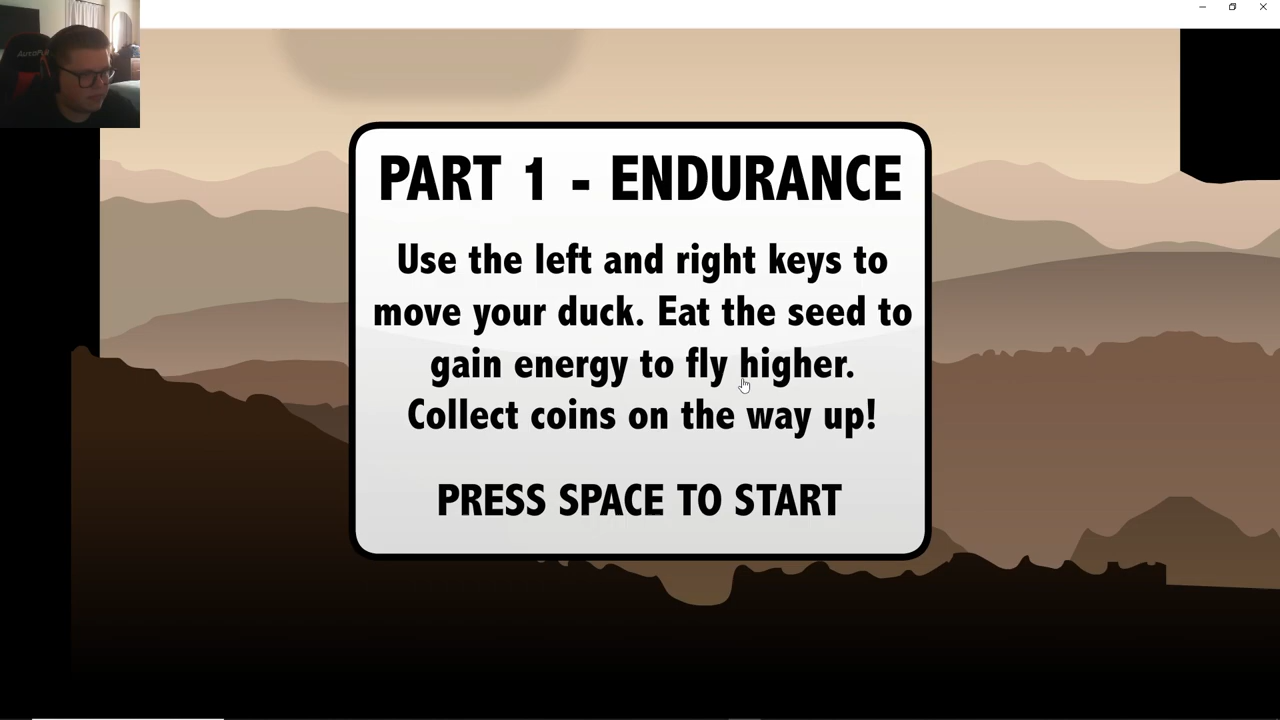 PART 1 - ENDURANCE
Use the left and right keys to
move your duck. Eat the seed to
gain energy to fly higher.
Collect coins on the way up!
PRESS SPACE TO START